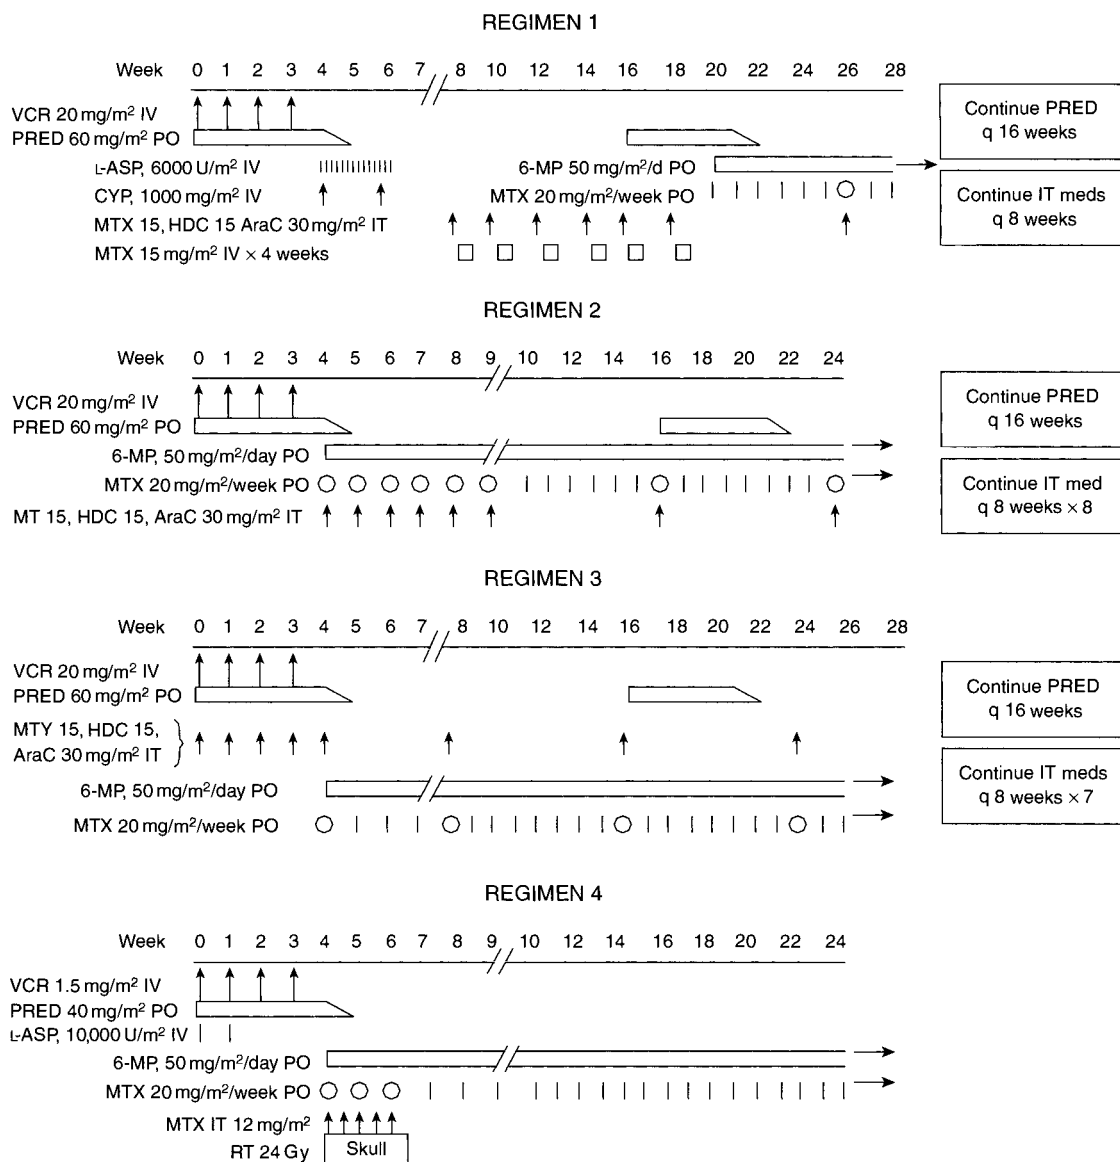 REGIMEN 1
Week 0 1 2 3 4 5 6 7 8 10 12 14 16 18 20 22 24 26 28
VCR 20 mg/m² IV
PRED 60 mg/m² PO
L-ASP, 6000 U/m² IV
6-MP 50 mg/m²/d PO
CYP, 1000 mg/m² IV
MTX 20 mg/m²/week PO
MTX 15, HDC 15 AraC 30 mg/m² IT
MTX 15 mg/m² IV × 4 weeks
Continue PRED
q 16 weeks
Continue IT meds
q 8 weeks
REGIMEN 2
Week 0 1 2 3 4 5 6 7 8 9 10 12 14 16 18 20 22 24
VCR 20 mg/m² IV
PRED 60 mg/m² PO
6-MP, 50 mg/m²/day PO
MTX 20 mg/m²/week PO
MT 15, HDC 15, AraC 30 mg/m² IT
Continue PRED
q 16 weeks
Continue IT med
q 8 weeks × 8
REGIMEN 3
Week 0 1 2 3 4 5 6 7 8 10 12 14 16 18 20 22 24 26 28
VCR 20 mg/m² IV
PRED 60 mg/m² PO
MTY 15, HDC 15,
AraC 30 mg/m² IT
6-MP, 50 mg/m²/day PO
MTX 20 mg/m²/week PO
Continue PRED
q 16 weeks
Continue IT meds
q 8 weeks × 7
REGIMEN 4
Week 0 1 2 3 4 5 6 7 8 9 10 12 14 16 18 20 22 24
VCR 1.5 mg/m² IV
PRED 40 mg/m² PO
L-ASP, 10,000 U/m² IV
6-MP, 50 mg/m²/day PO
MTX 20 mg/m²/week PO
MTX IT 12 mg/m²
RT 24 Gy Skull